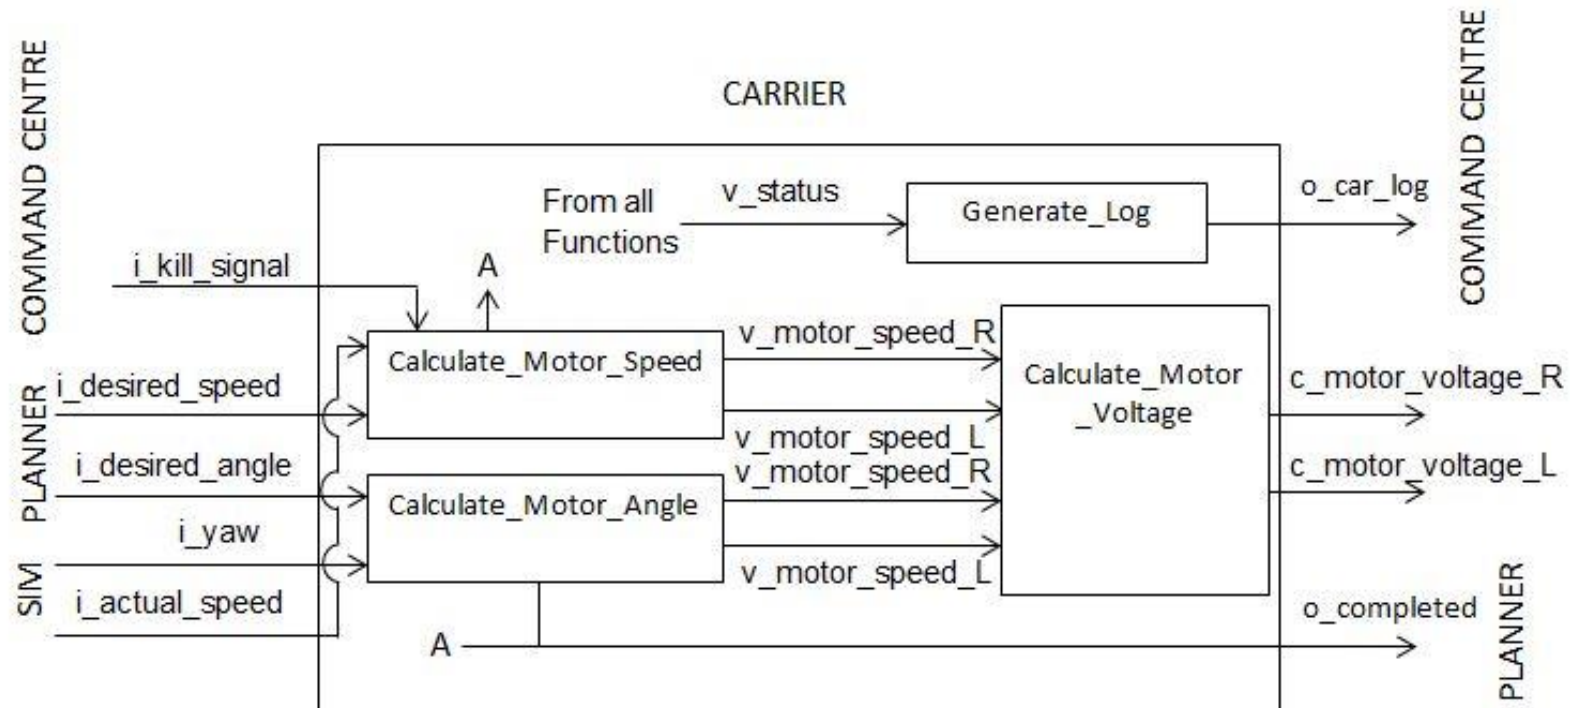 COMMAND CENTRE
PLANNER
SIM
CARRIER
From all
Functions
v_status
Generate_Log
o_car_log
COMMAND CENTRE
i_kill_signal
A
i_desired_speed
Calculate_Motor_Speed
v_motor_speed_R
v_motor_speed_L
Calculate_Motor
_Voltage
c_motor_voltage_R
c_motor_voltage_L
i_desired_angle
Calculate_Motor_Angle
v_motor_speed_R
v_motor_speed_L
i_yaw
i_actual_speed
A
o_completed
PLANNER